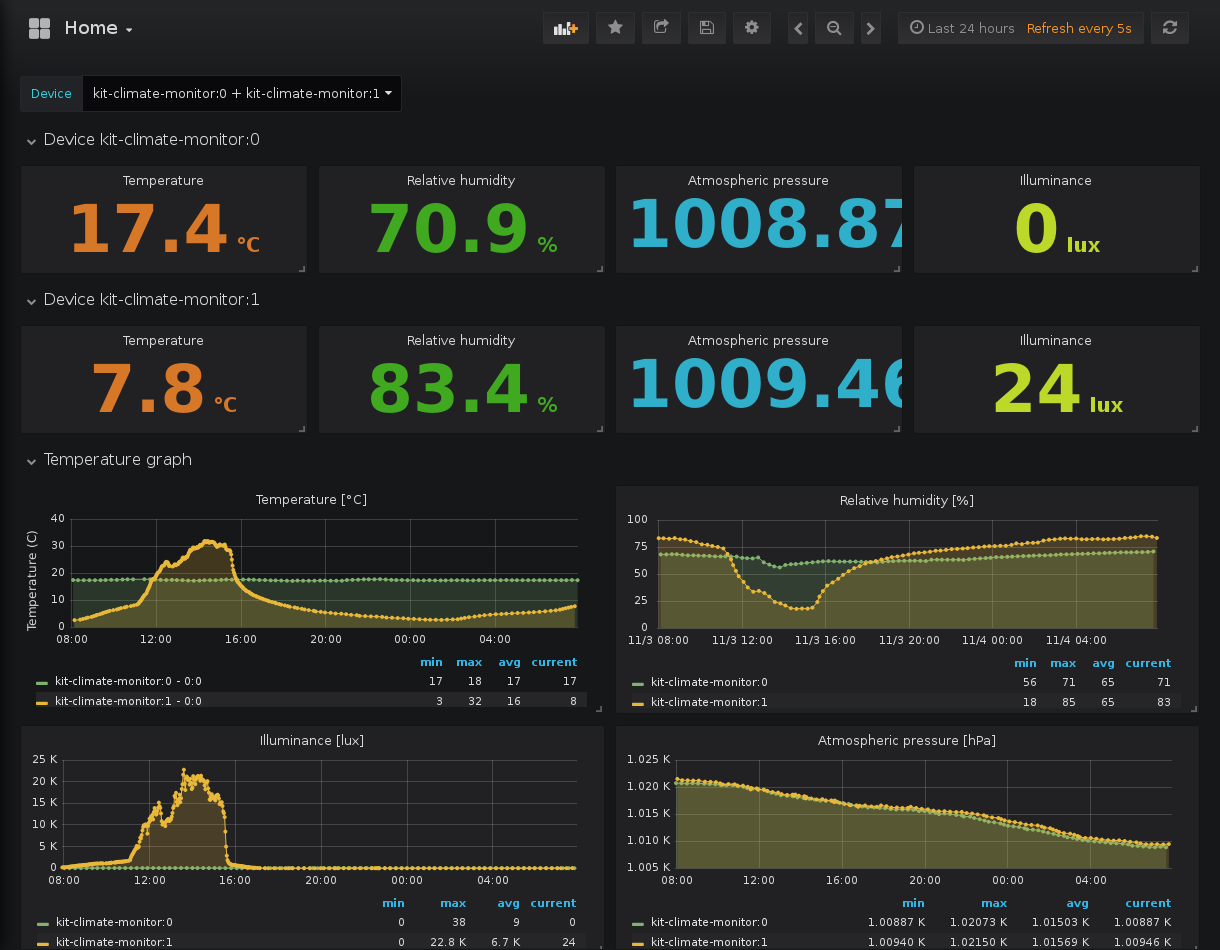 Home
Last 24 hours Refresh every 5s
Device kit-climate-monitor:0 + kit-climate-monitor:1
Device kit-climate-monitor:0
Temperature Relative humidity Atmospheric pressure Illuminance
17.4 °C 70.9 % 1008.87 0 lux
Device kit-climate-monitor:1
Temperature Relative humidity Atmospheric pressure Illuminance
7.8 °C 83.4 % 1009.46 24 lux
Temperature graph
Temperature [°C]
Temperature (C)
40
30
20
10
0
08:00 12:00 16:00 20:00 00:00 04:00
min max avg current
kit-climate-monitor:0 - 0:0 17 18 17 17
kit-climate-monitor:1 - 0:0 3 32 16 8
Relative humidity [%]
100
75
50
25
0
11/3 08:00 11/3 12:00 11/3 16:00 11/3 20:00 11/4 00:00 11/4 04:00
min max avg current
kit-climate-monitor:0 56 71 65 71
kit-climate-monitor:1 18 85 65 83
Illuminance [lux]
25 K
20 K
15 K
10 K
5 K
0
08:00 12:00 16:00 20:00 00:00 04:00
min max avg current
kit-climate-monitor:0 0 38 9 0
kit-climate-monitor:1 0 22.8 K 6.7 K 24
Atmospheric pressure [hPa]
1.025 K
1.020 K
1.015 K
1.010 K
1.005 K
08:00 12:00 16:00 20:00 00:00 04:00
min max avg current
kit-climate-monitor:0 1.00887 K 1.02073 K 1.01503 K 1.00887 K
kit-climate-monitor:1 1.00940 K 1.02150 K 1.01569 K 1.00946 K